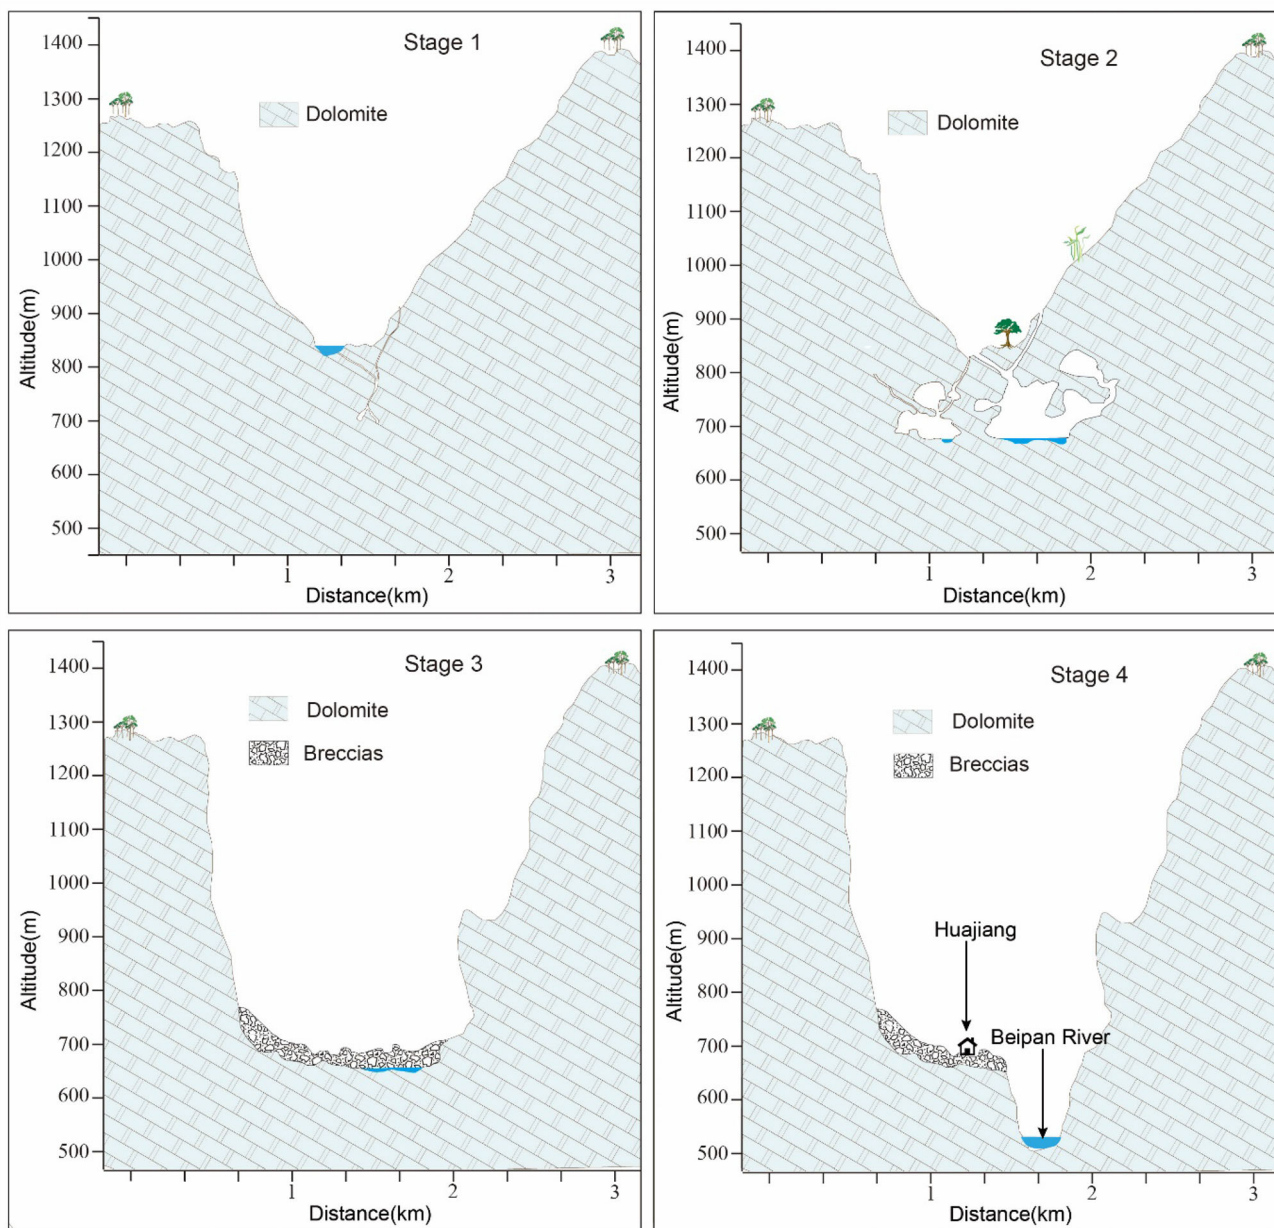 Stage 1
Dolomite
1400
1300
1200
1100
1000
900
800
700
600
500
Altitude(m)
1
2
3
Distance(km)
Stage 2
Dolomite
1400
1300
1200
1100
1000
900
800
700
600
500
Altitude(m)
1
2
3
Distance(km)
Stage 3
Dolomite
Breccias
1400
1300
1200
1100
1000
900
800
700
600
500
Altitude(m)
1
2
3
Distance(km)
Stage 4
Dolomite
Breccias
1400
1300
1200
1100
1000
900
800
700
600
500
Altitude(m)
Huajiang
Beipan River
1
2
3
Distance(km)